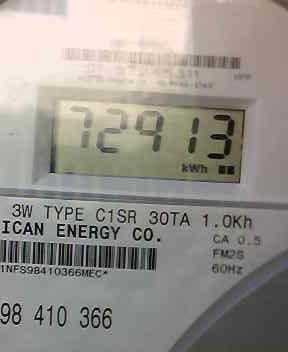 72913
kWh
3W TYPE C1SR 30TA 1.0Kh
ICAN ENERGY CO.
CA 0.5
FM2S
60Hz
1NFS98410366MEC*
98 410 366